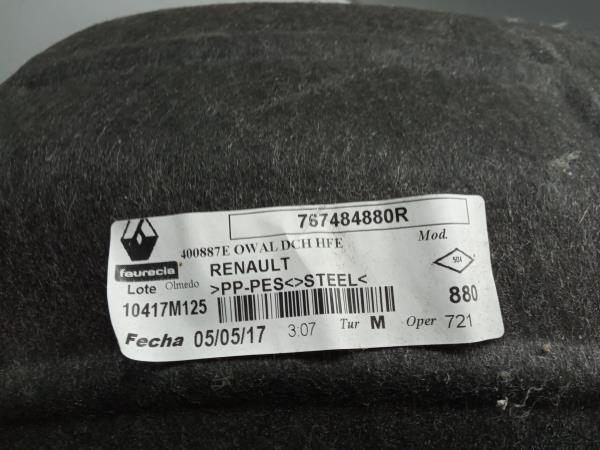 767484880R
400887E OWAL DCH HFE
Mod.
faurecia
RENAULT
Lote Olmedo >PP-PES<>STEEL<
10417M125
880
Fecha 05/05/17 3:07 Tur M Oper 721